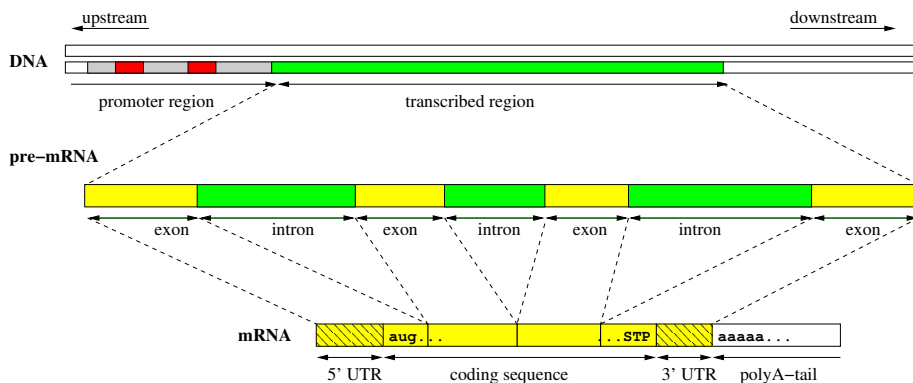 upstream
downstream
DNA
promoter region
transcribed region
pre−mRNA
exon
intron
exon
intron
exon
intron
exon
mRNA
aug...
...STP
aaaaa...
5' UTR
coding sequence
3' UTR
polyA−tail